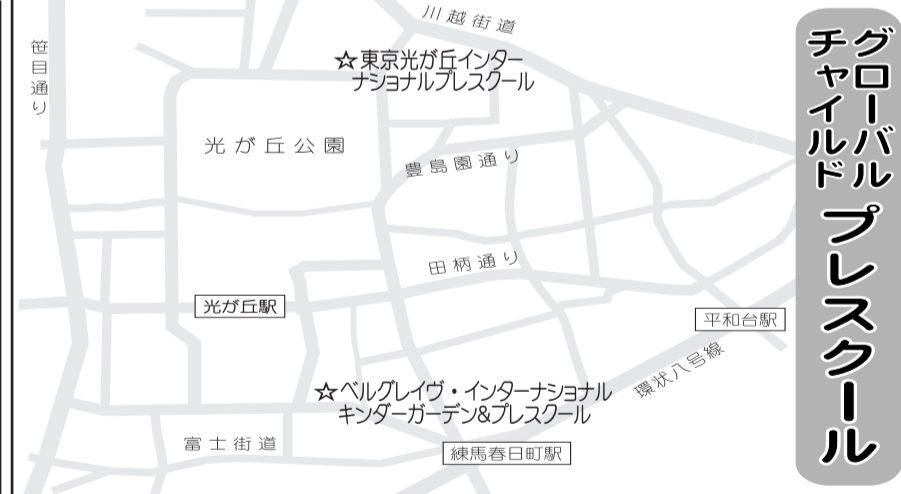 グローバル
チャイルド
プレスクール
川越街道
笹目通り
☆東京光が丘インター
ナショナルプレスクール
光が丘公園
豊島園通り
田柄通り
光が丘駅
平和台駅
環状八号線
☆ベルグレイヴ・インターナショナル
キンダーガーデン&プレスクール
富士街道
練馬春日町駅